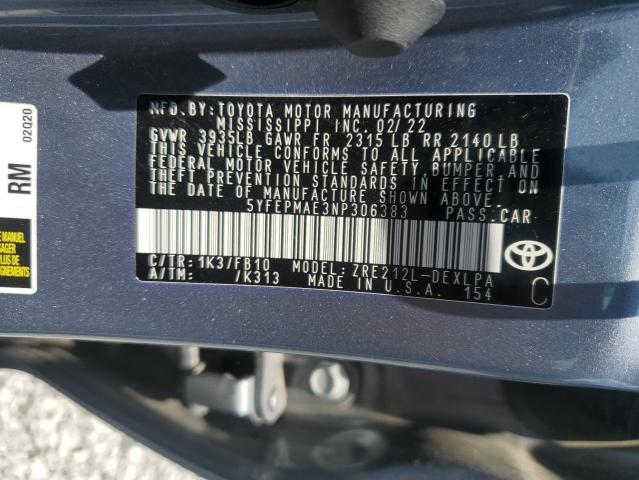 MFD.BY:TOYOTA MOTOR MANUFACTURING
MISSISSIPPI INC. 02/22
GVWR 3935LB GAWR FR 2315 LB RR 2140 LB
THIS VEHICLE CONFORMS TO ALL APPLICABLE
FEDERAL MOTOR VEHICLE SAFETY, BUMPER, AND
THEFT PREVENTION STANDARDS IN EFFECT ON
THE DATE OF MANUFACTURE SHOWN ABOVE.
5YFEPMAE3NP306383 PASS.CAR
C/TR: 1K3/FB10 MODEL: ZRE212L-DEXLPA
A/TM: /K313 MADE IN U.S.A. 154
TOYOTA
C
RM 02Q20